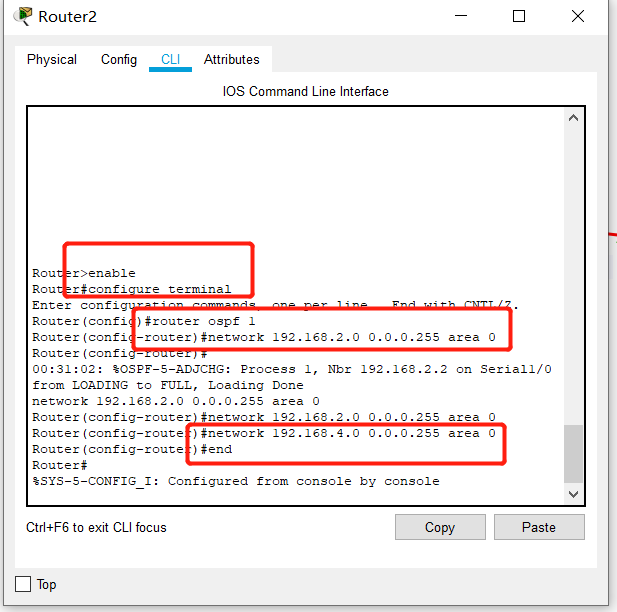 Router2
Physical Config CLI Attributes
IOS Command Line Interface
Router>enable
Router#configure terminal
Enter configuration commands, one per line.  End with CNTL/Z.
Router(config)#router ospf 1
Router(config-router)#network 192.168.2.0 0.0.0.255 area 0
Router(config-router)#
00:31:02: %OSPF-5-ADJCHG: Process 1, Nbr 192.168.2.2 on Serial1/0
from LOADING to FULL, Loading Done
network 192.168.2.0 0.0.0.255 area 0
Router(config-router)#network 192.168.2.0 0.0.0.255 area 0
Router(config-router)#network 192.168.4.0 0.0.0.255 area 0
Router(config-router)#end
Router#
%SYS-5-CONFIG_I: Configured from console by console
Ctrl+F6 to exit CLI focus Copy Paste
Top